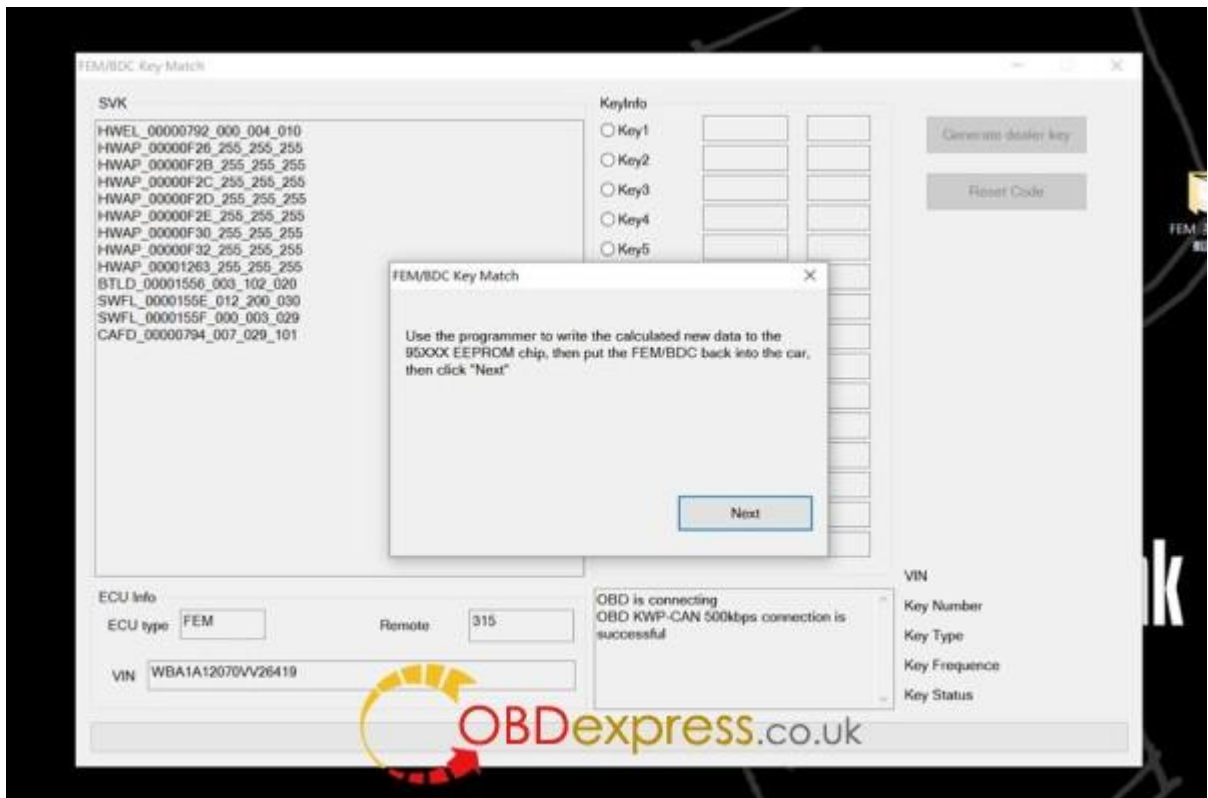 FEM/BDC Key Match
SVK
HWEL_00000792_000_004_010
HWAP_00000F26_255_255_255
HWAP_00000F2B_255_255_255
HWAP_00000F2C_255_255_255
HWAP_00000F2D_255_255_255
HWAP_00000F2E_255_255_255
HWAP_00000F30_255_255_255
HWAP_00000F32_255_255_255
HWAP_00001263_255_255_255
BTLD_00001556_003_102_020
SWFL_0000155E_012_200_030
SWFL_0000155F_000_003_029
CAFD_00000794_007_029_101
KeyInfo
Key1
Key2
Key3
Key4
Key5
Generate dealer key
Reset Code
FEM
FEM/BDC Key Match
Use the programmer to write the calculated new data to the
95XXX EEPROM chip, then put the FEM/BDC back into the car,
then click "Next"
Next
ECU Info
ECU type FEM
Remote 315
VIN WBA1A12070VV26419
OBD is connecting
OBD KWP-CAN 500kbps connection is
successful
VIN
Key Number
Key Type
Key Frequence
Key Status
OBDexpress.co.uk